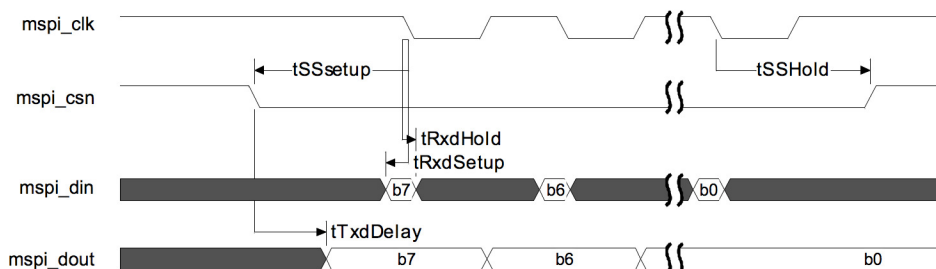 mspi_clk
tSSsetup
tSSHold
mspi_csn
tRxdHold
tRxdSetup
mspi_din
b7
b6
b0
tTxdDelay
mspi_dout
b7
b6
b0